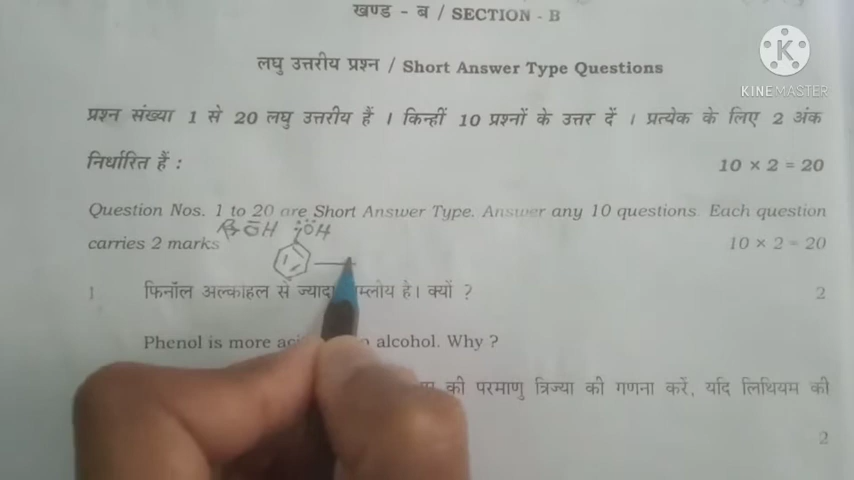 खण्ड - ब / SECTION - B
KINEMASTER
लघु उत्तरीय प्रश्न / Short Answer Type Questions
प्रश्न संख्या 1 से 20 लघु उत्तरीय हैं । किन्हीं 10 प्रश्नों के उत्तर दें । प्रत्येक के लिए 2 अंक
निर्धारित हैं : 10 × 2 = 20
Question Nos. 1 to 20 are Short Answer Type. Answer any 10 questions. Each question
carries 2 marks 10 × 2 = 20
OH
1 फिनॉल अल्कोहल से अम्लीय है। क्यों ? 2
Phenol is more alcohol. Why ?
की परमाणु त्रिज्या की गणना करें, यदि लिथियम की
2